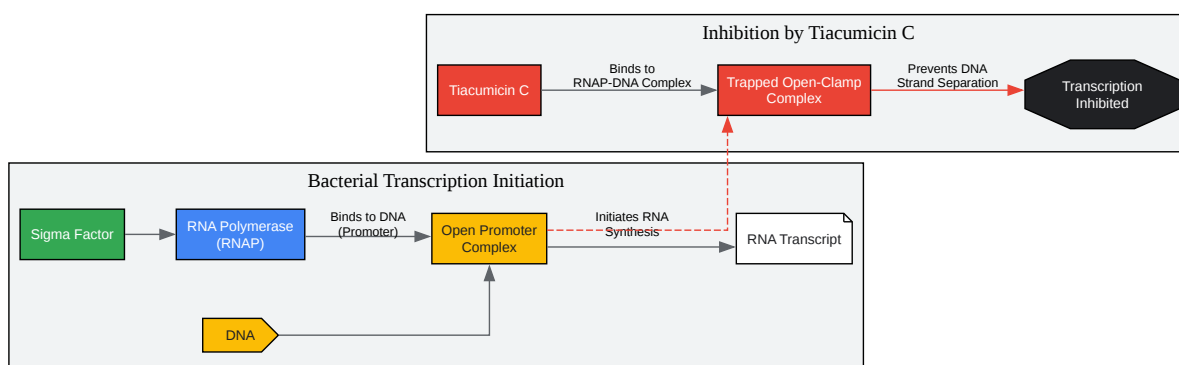 Inhibition by Tiacumicin C
Tiacumicin C
Binds to
RNAP-DNA Complex
Trapped Open-Clamp
Complex
Prevents DNA
Strand Separation
Transcription
Inhibited
Bacterial Transcription Initiation
Sigma Factor
RNA Polymerase
(RNAP)
Binds to DNA
(Promoter)
Open Promoter
Complex
Initiates RNA
Synthesis
RNA Transcript
DNA